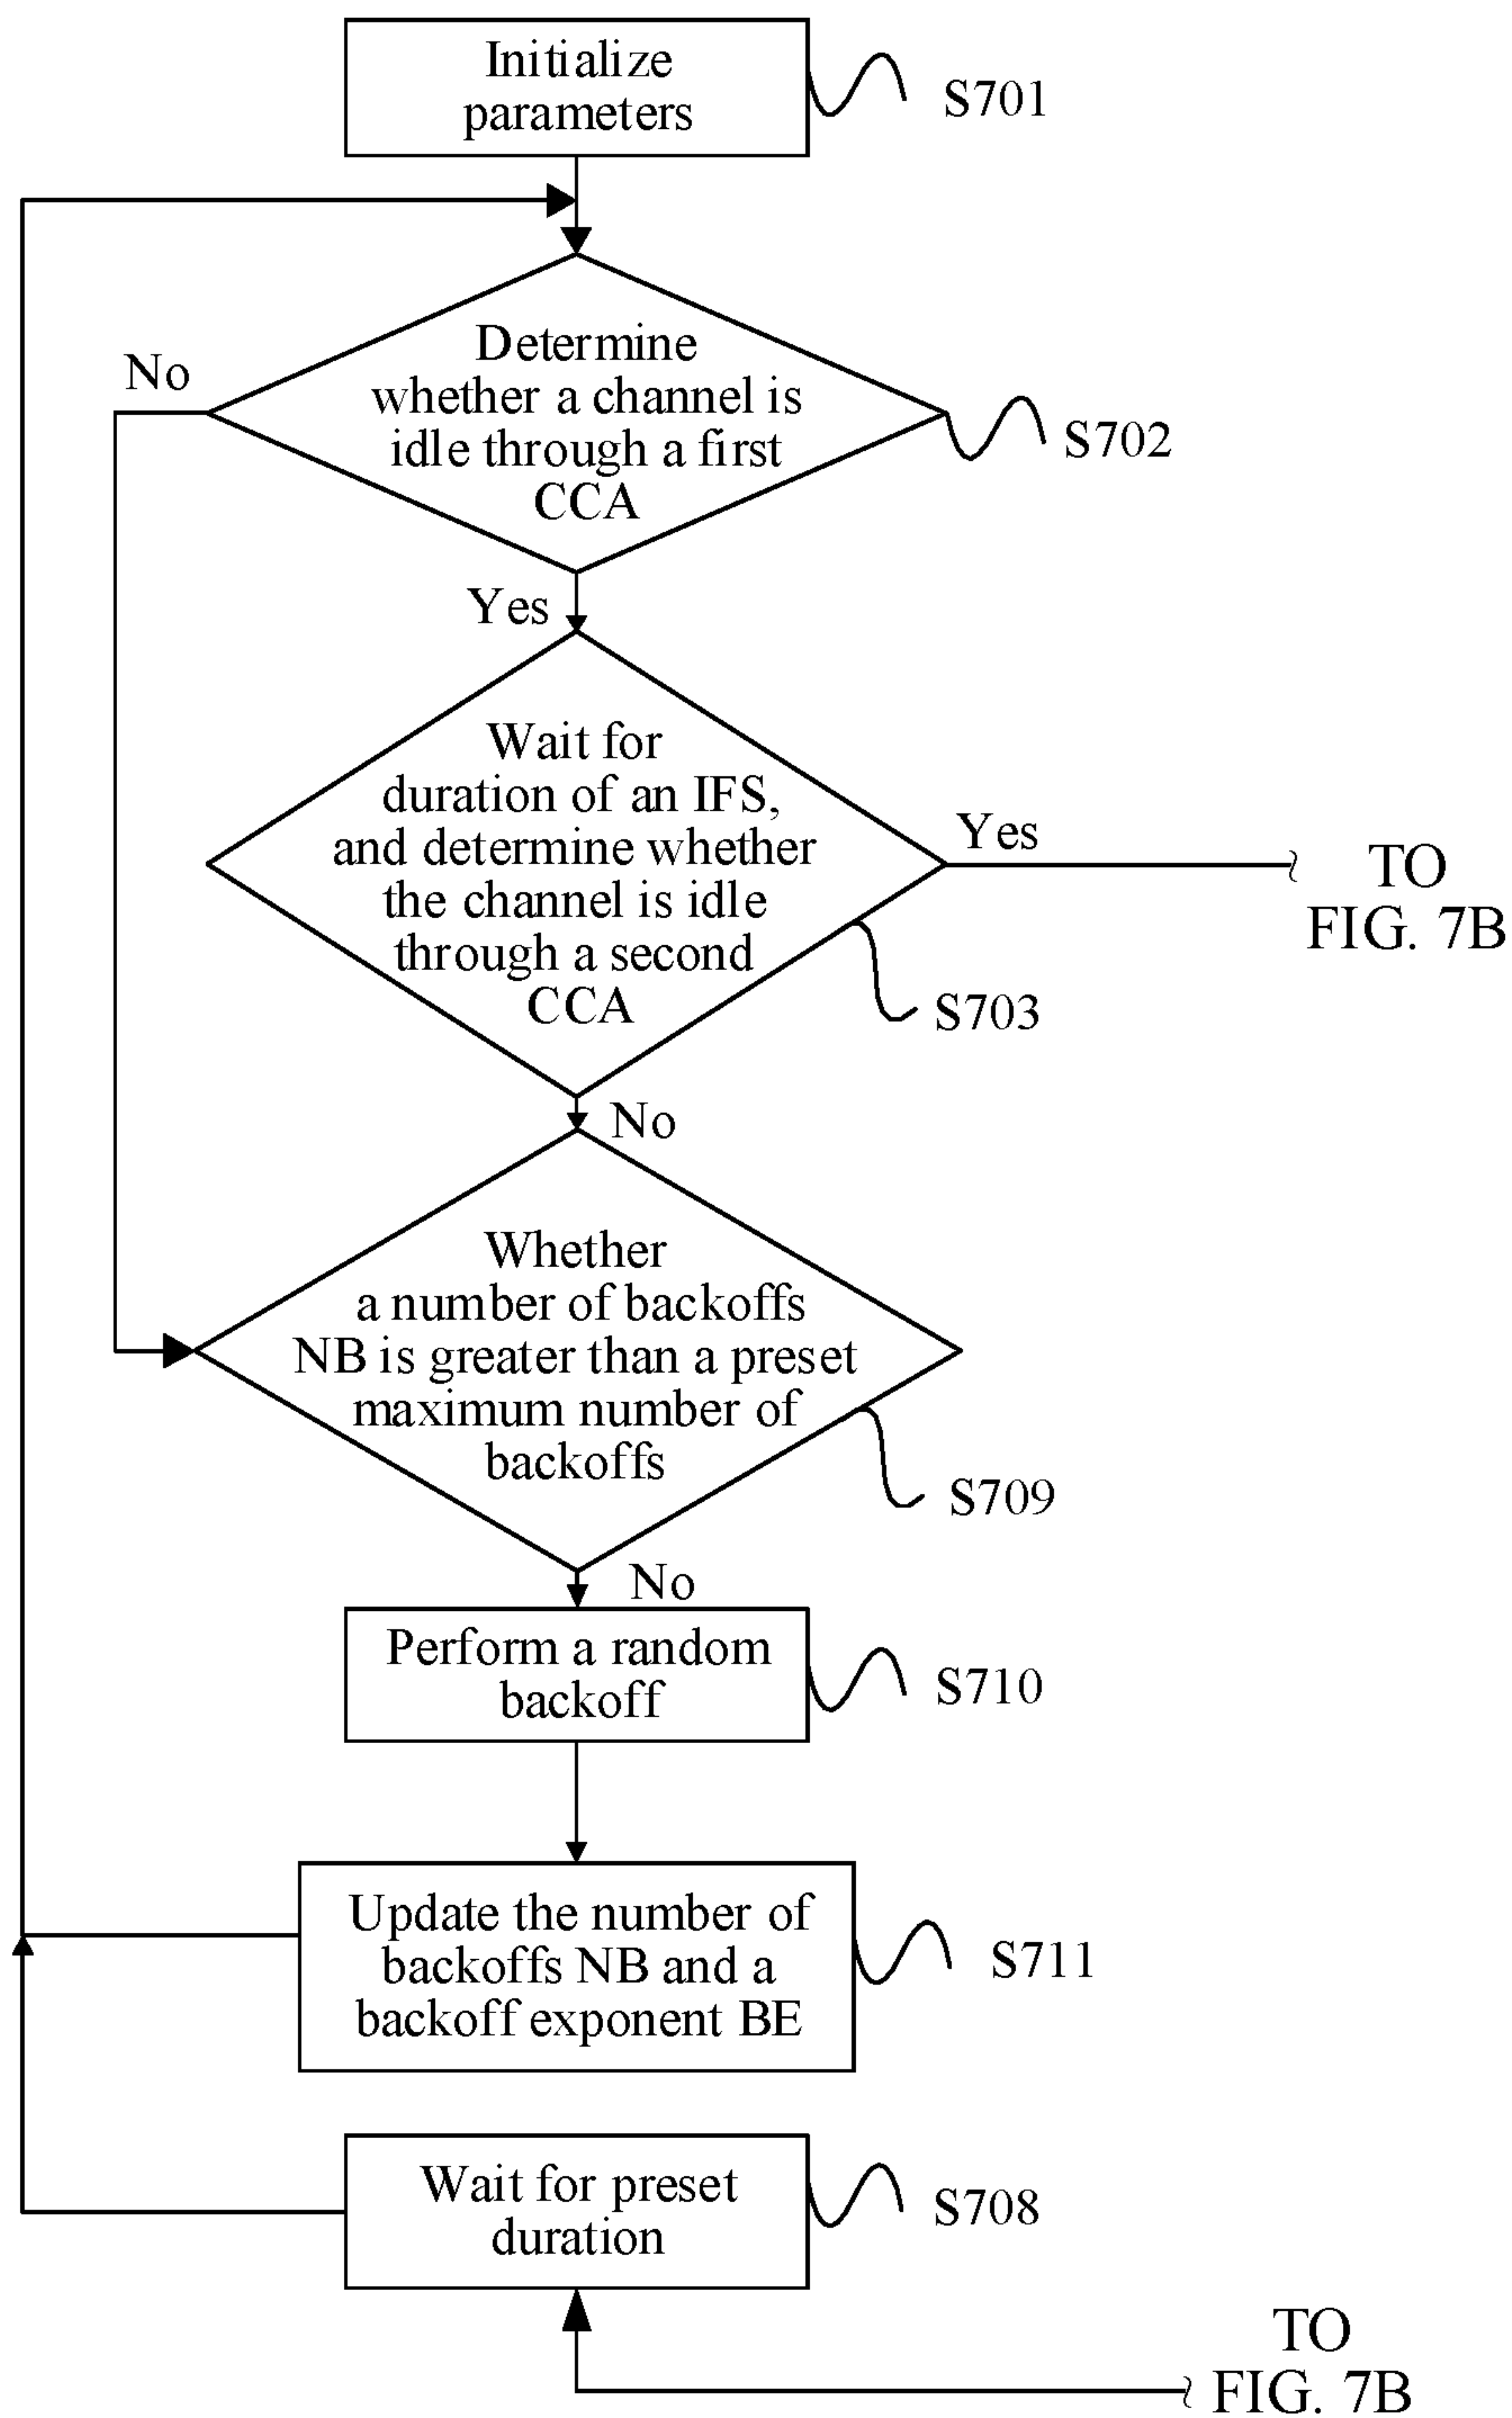 Initialize
parameters
S701
No
Determine
whether a channel is
idle through a first
CCA
S702
Yes
Wait for
duration of an IFS,
and determine whether
the channel is idle
through a second
CCA
Yes
TO
FIG. 7B
S703
No
Whether
a number of backoffs
NB is greater than a preset
maximum number of
backoffs
S709
No
Perform a random
backoff
S710
Update the number of
backoffs NB and a
backoff exponent BE
S711
Wait for preset
duration
S708
TO
FIG. 7B